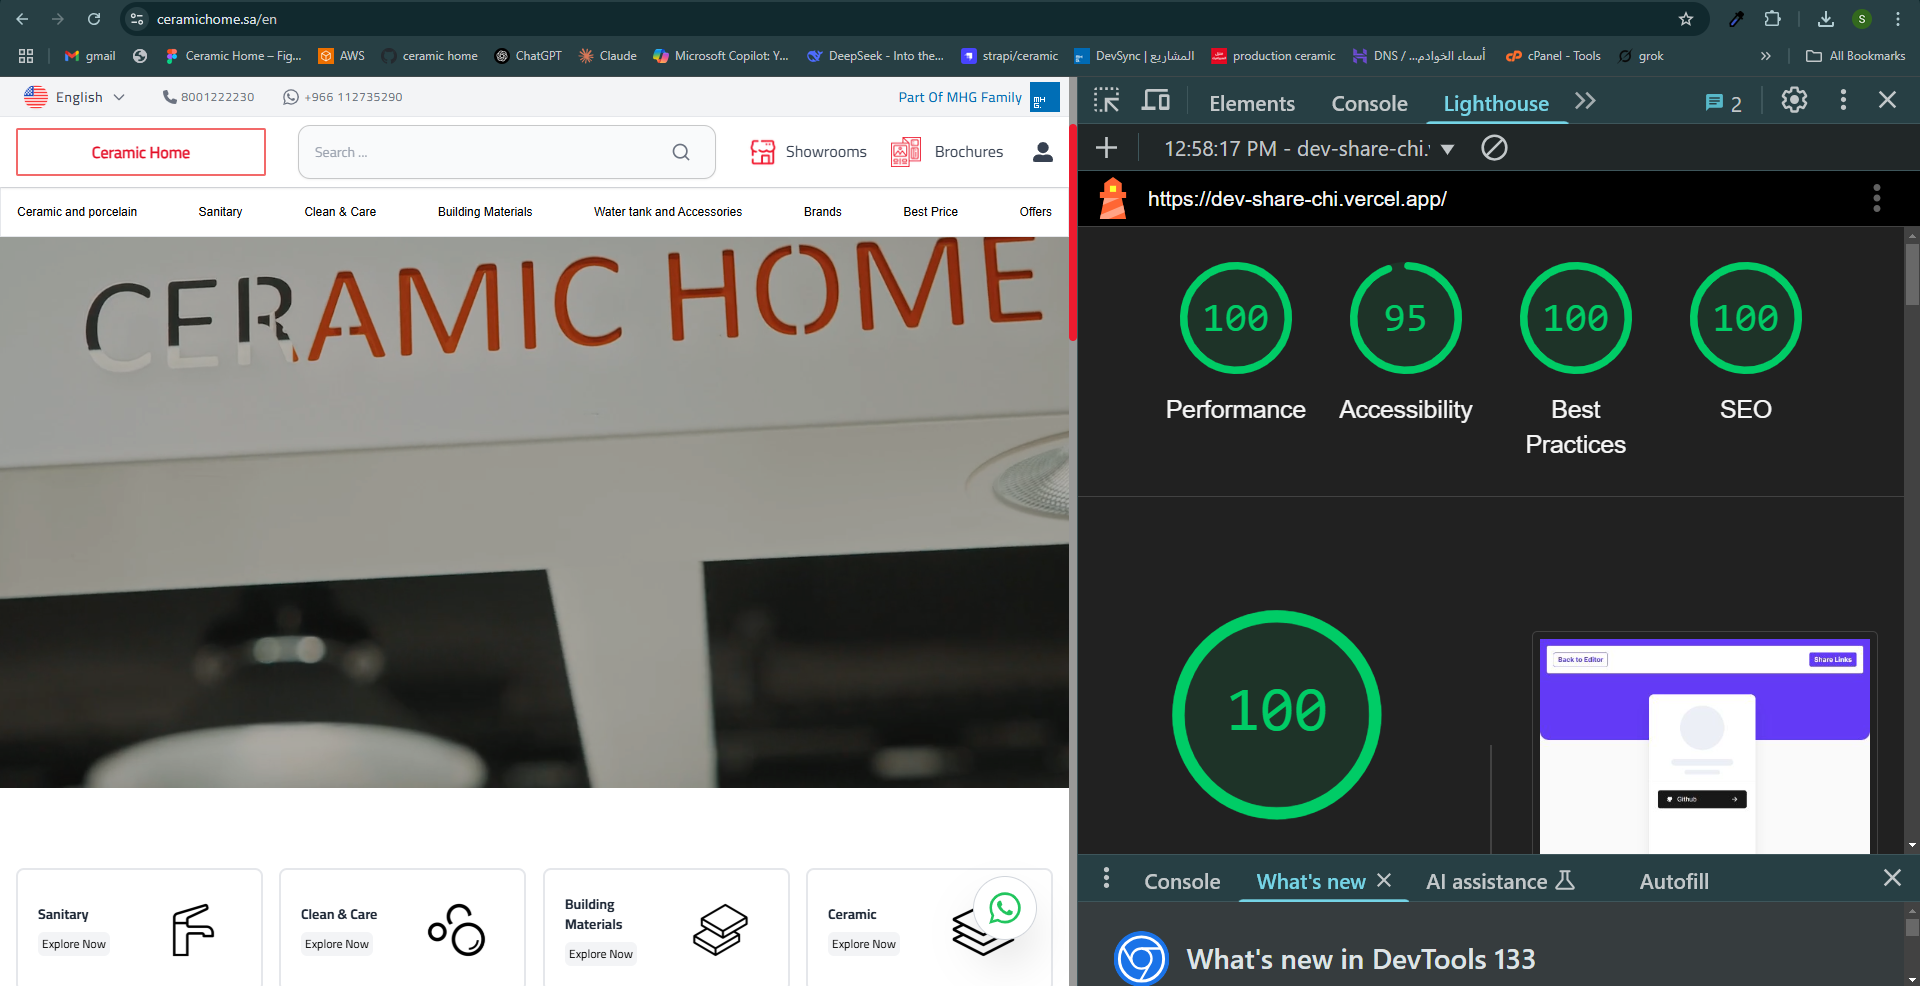 ceramichome.sa/en
S
gmail
Ceramic Home – Fig...
AWS
ceramic home
ChatGPT
Claude
Microsoft Copilot: Y...
DeepSeek - Into the...
strapi/ceramic
DevSync | المشاريع
production ceramic
DNS / ...أسماء الخوادم
cPanel - Tools
grok
All Bookmarks
English
8001222230
+966 112735290
Part Of MHG Family
MH
G.
Ceramic Home
Search ...
Showrooms
Brochures
Ceramic and porcelain
Sanitary
Clean & Care
Building Materials
Water tank and Accessories
Brands
Best Price
Offers
CERAMIC HOME
Sanitary
Explore Now
Clean & Care
Explore Now
Building
Materials
Explore Now
Ceramic
Explore Now
Elements
Console
Lighthouse
2
12:58:17 PM - dev-share-chi.
https://dev-share-chi.vercel.app/
100
Performance
95
Accessibility
100
Best
Practices
100
SEO
100
Back to Editor
Share Links
Github
Console
What's new
AI assistance
Autofill
What's new in DevTools 133